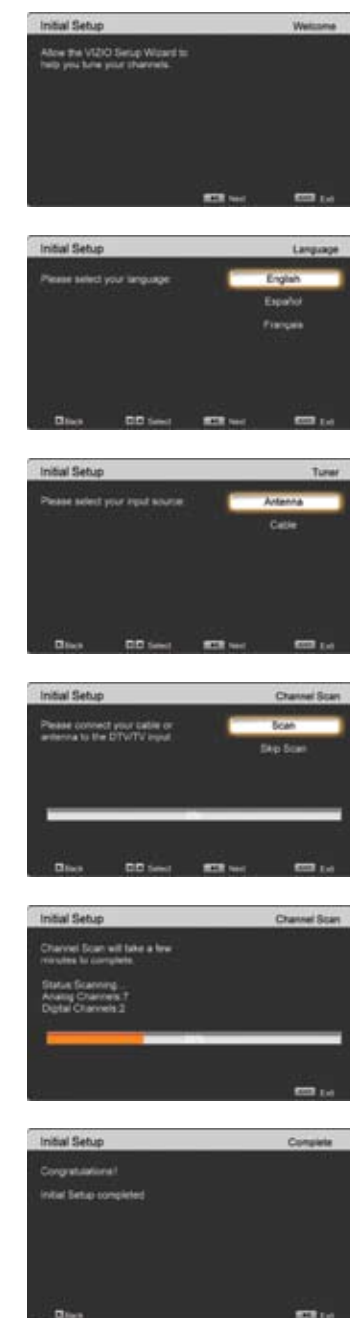 Initial Setup Welcome
Allow the VIZIO Setup Wizard to
help you tune your channels.
Next Exit
Initial Setup Language
Please select your language: English
Español
Français
Back Select Next Exit
Initial Setup Tuner
Please select your input source: Antenna
Cable
Back Select Next Exit
Initial Setup Channel Scan
Please connect your cable or Scan
antenna to the DTV/TV input
Skip Scan
Back Select Next Exit
Initial Setup Channel Scan
Channel Scan will take a few
minutes to complete.
Status Scanning...
Analog Channels:7
Digital Channels:2
Exit
Initial Setup Complete
Congratulations!
Initial Setup completed
Back Exit